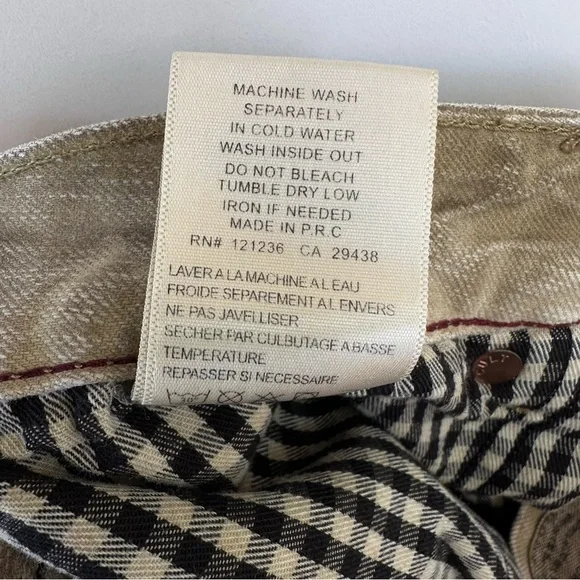 MACHINE WASH
SEPARATELY
IN COLD WATER
WASH INSIDE OUT
DO NOT BLEACH
TUMBLE DRY LOW
IRON IF NEEDED
MADE IN P.R.C
RN# 121236 CA 29438
LAVER A LA MACHINE A L EAU
FROIDE SEPAREMENT A L ENVERS
NE PAS JAVELLISER
SECHER PAR CULBUTAGE A BASSE
TEMPERATURE
REPASSER SI NECESSAIRE